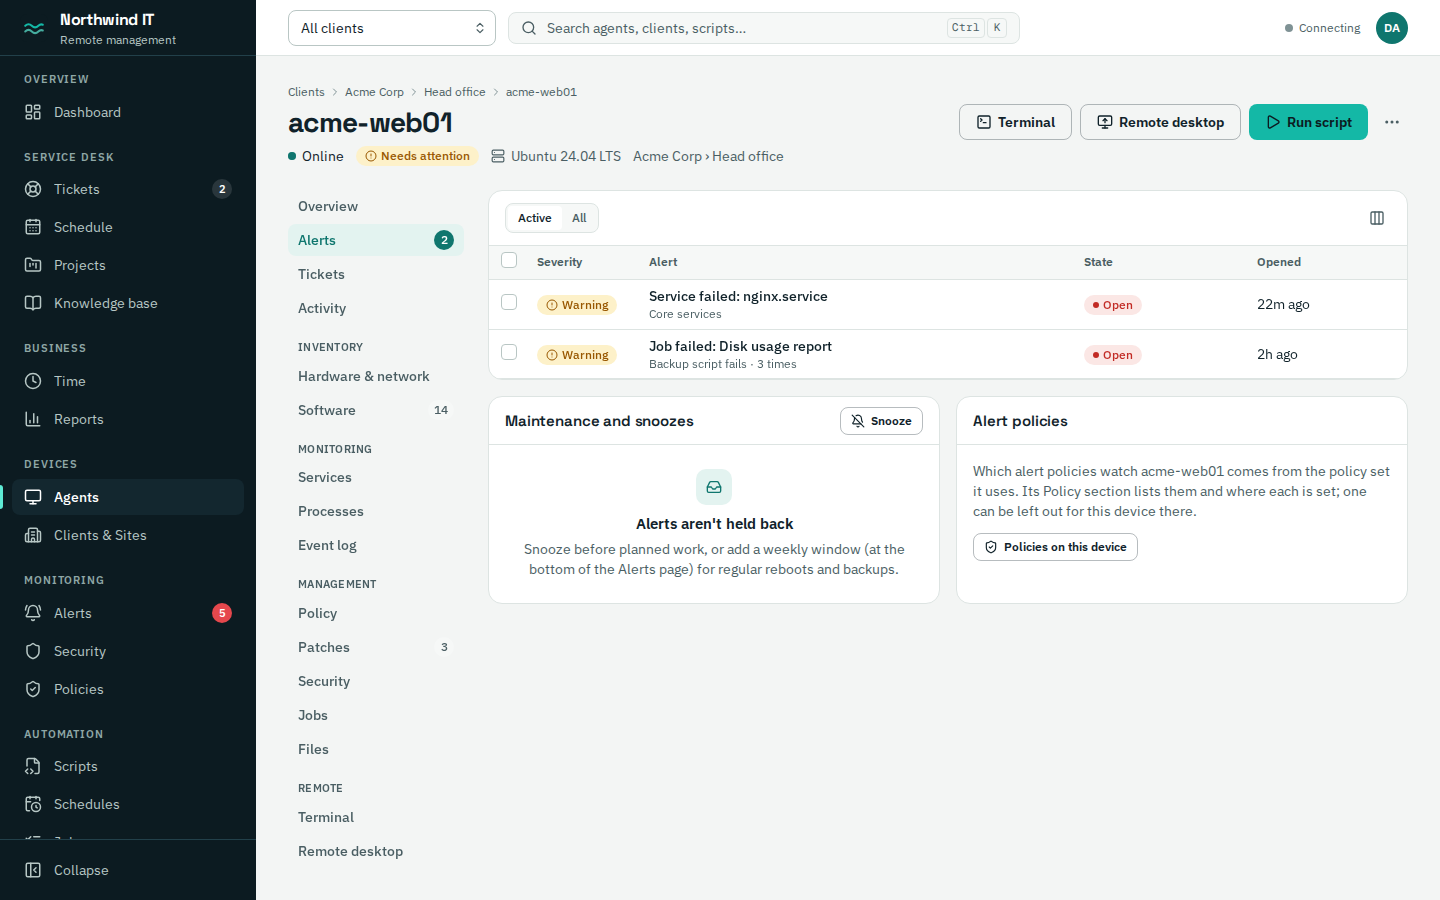 Northwind IT
Remote management
OVERVIEW
Dashboard
SERVICE DESK
Tickets 2
Schedule
Projects
Knowledge base
BUSINESS
Time
Reports
DEVICES
Agents
Clients & Sites
MONITORING
Alerts 5
Security
Policies
AUTOMATION
Scripts
Schedules
Collapse
All clients
Search agents, clients, scripts...
Ctrl K
Connecting
DA
Clients > Acme Corp > Head office > acme-web01
acme-web01
Online
Needs attention
Ubuntu 24.04 LTS
Acme Corp › Head office
Terminal
Remote desktop
Run script
Overview
Alerts 2
Tickets
Activity
INVENTORY
Hardware & network
Software 14
MONITORING
Services
Processes
Event log
MANAGEMENT
Policy
Patches 3
Security
Jobs
Files
REMOTE
Terminal
Remote desktop
Active All
Severity Alert State Opened
Warning Service failed: nginx.service Open 22m ago
Core services
Warning Job failed: Disk usage report Open 2h ago
Backup script fails · 3 times
Maintenance and snoozes
Snooze
Alerts aren't held back
Snooze before planned work, or add a weekly window (at the
bottom of the Alerts page) for regular reboots and backups.
Alert policies
Which alert policies watch acme-web01 comes from the policy set
it uses. Its Policy section lists them and where each is set; one
can be left out for this device there.
Policies on this device